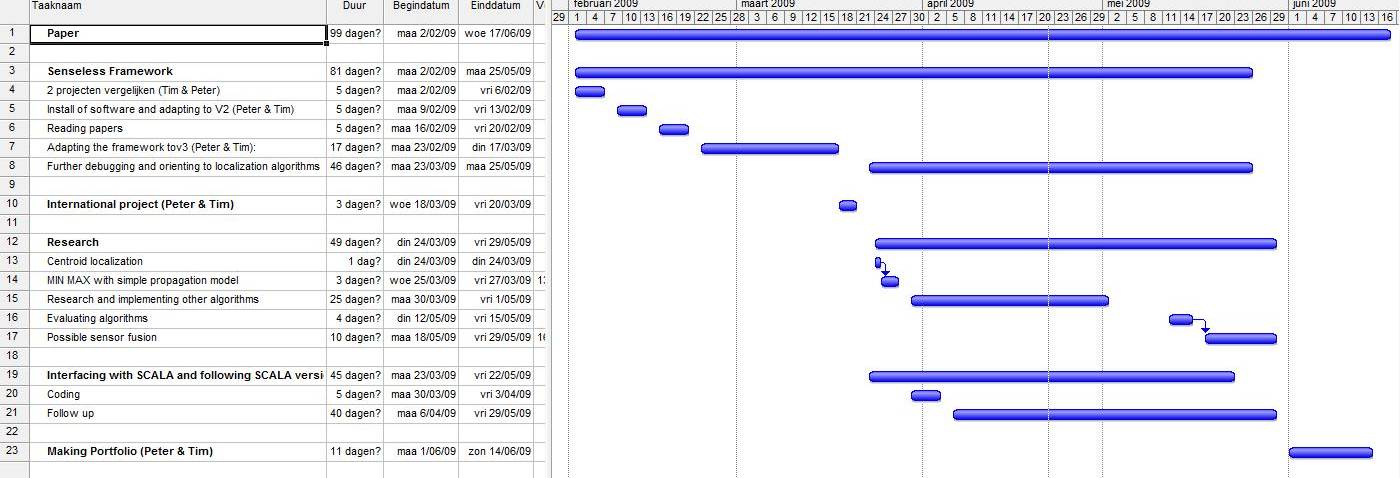 Taaknaam Duur Begindatum Einddatum
februari 2009 maart 2009 april 2009 mei 2009 juni 2009
29 1 4 7 10 13 16 19 22 25 28 3 6 9 12 15 18 21 24 27 30 2 5 8 11 14 17 20 23 26 29 2 5 8 11 14 17 20 23 26 29 1 4 7 10 13 16
1 Paper 99 dagen? maa 2/02/09 woe 17/06/09
2
3 Senseless Framework 81 dagen? maa 2/02/09 maa 25/05/09
4 2 projecten vergelijken (Tim & Peter) 5 dagen? maa 2/02/09 vri 6/02/09
5 Install of software and adapting to V2 (Peter & Tim) 5 dagen? maa 9/02/09 vri 13/02/09
6 Reading papers 5 dagen? maa 16/02/09 vri 20/02/09
7 Adapting the framework tov3 (Peter & Tim): 17 dagen? maa 23/02/09 din 17/03/09
8 Further debugging and orienting to localization algorithms 46 dagen? maa 23/03/09 maa 25/05/09
9
10 International project (Peter & Tim) 3 dagen? woe 18/03/09 vri 20/03/09
11
12 Research 49 dagen? din 24/03/09 vri 29/05/09
13 Centroid localization 1 dag? din 24/03/09 din 24/03/09
14 MIN MAX with simple propagation model 3 dagen? woe 25/03/09 vri 27/03/09
15 Research and implementing other algorithms 25 dagen? maa 30/03/09 vri 1/05/09
16 Evaluating algorithms 4 dagen? din 12/05/09 vri 15/05/09
17 Possible sensor fusion 10 dagen? maa 18/05/09 vri 29/05/09
18
19 Interfacing with SCALA and following SCALA versi 45 dagen? maa 23/03/09 vri 22/05/09
20 Coding 5 dagen? maa 30/03/09 vri 3/04/09
21 Follow up 40 dagen? maa 6/04/09 vri 29/05/09
22
23 Making Portfolio (Peter & Tim) 11 dagen? maa 1/06/09 zon 14/06/09